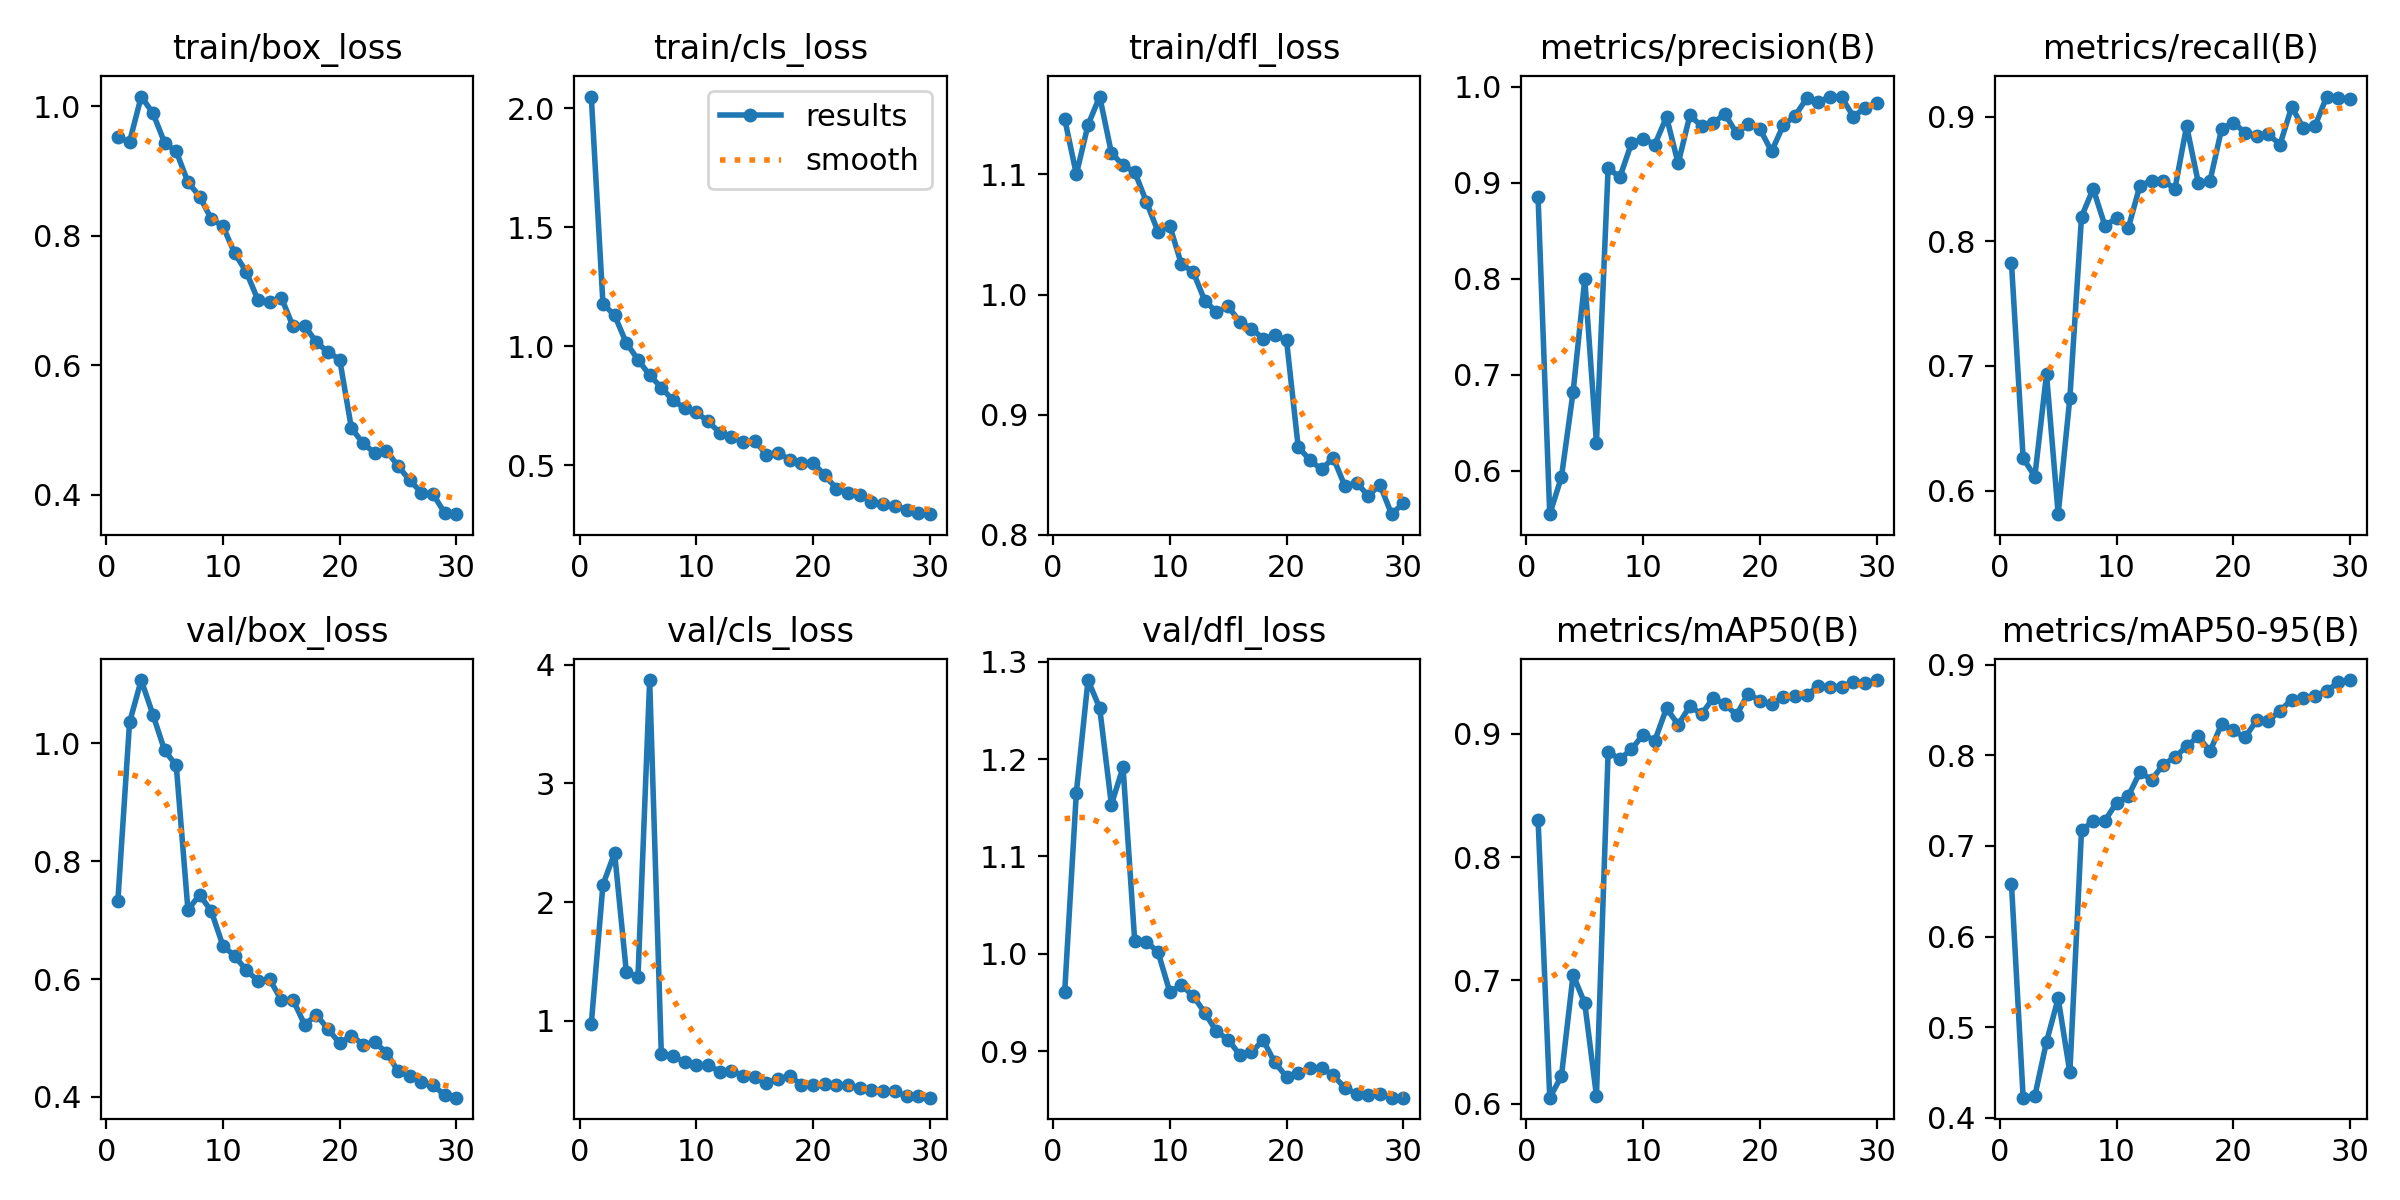 train/box_loss
1.0
0.8
0.6
0.4
0 10 20 30
train/cls_loss
results
smooth
2.0
1.5
1.0
0.5
0 10 20 30
train/dfl_loss
1.1
1.0
0.9
0.8
0 10 20 30
metrics/precision(B)
1.0
0.9
0.8
0.7
0.6
0 10 20 30
metrics/recall(B)
0.9
0.8
0.7
0.6
0 10 20 30
val/box_loss
1.0
0.8
0.6
0.4
0 10 20 30
val/cls_loss
4
3
2
1
0 10 20 30
val/dfl_loss
1.3
1.2
1.1
1.0
0.9
0 10 20 30
metrics/mAP50(B)
0.9
0.8
0.7
0.6
0 10 20 30
metrics/mAP50-95(B)
0.9
0.8
0.7
0.6
0.5
0.4
0 10 20 30